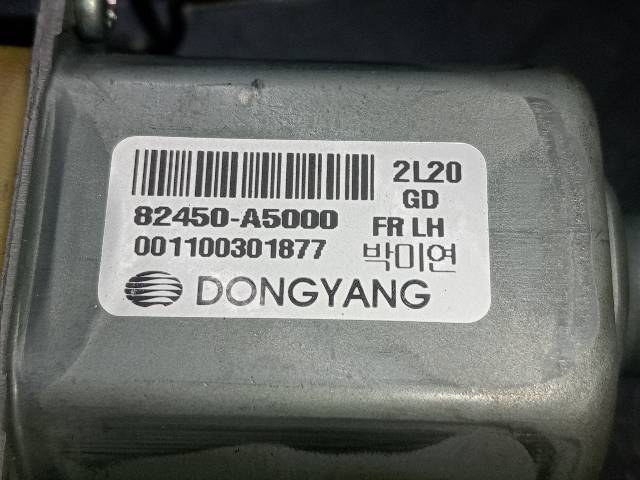 2L20
GD
82450-A5000 FR LH
001100301877 박미연
DONGYANG